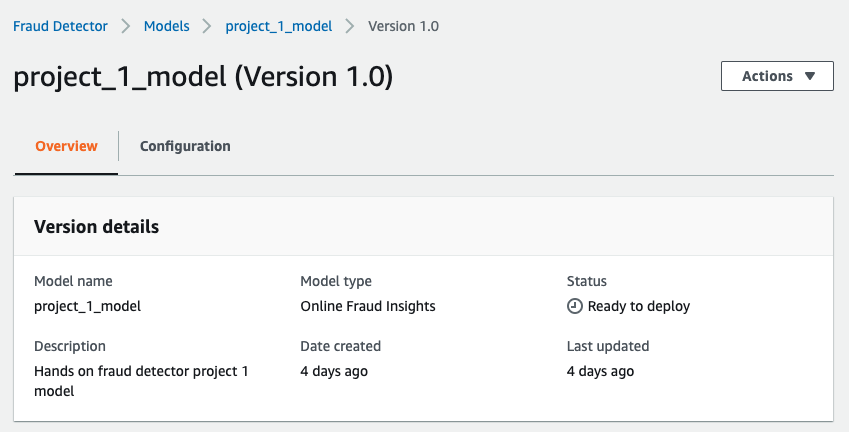 Fraud Detector > Models > project_1_model > Version 1.0
project_1_model (Version 1.0)
Actions ▼
Overview Configuration
Version details
Model name Model type Status
project_1_model Online Fraud Insights Ready to deploy
Description Date created Last updated
Hands on fraud detector project 1 4 days ago 4 days ago
model